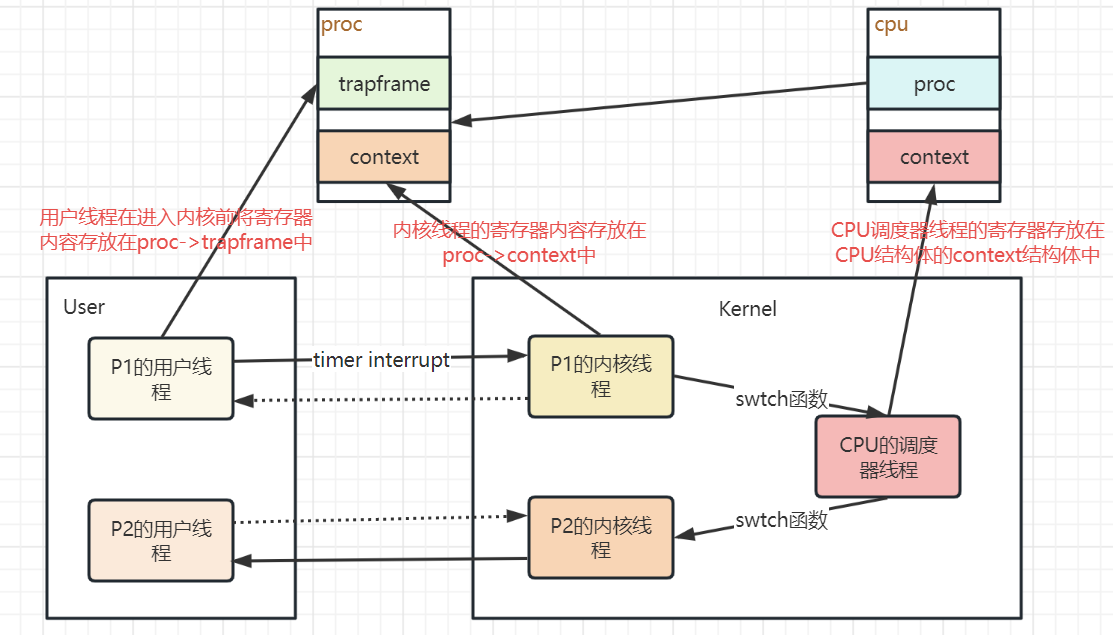 proc
cpu
trapframe
proc
context
context
用户线程在进入内核前将寄存器
内容存放在proc->trapframe中
内核线程的寄存器内容存放在
proc->context中
CPU调度器线程的寄存器存放在
CPU结构体的context结构体中
User
Kernel
P1的用户线
程
timer interrupt
P1的内核线
程
swtch函数
CPU的调度
器线程
P2的用户线
程
P2的内核线
程
swtch函数